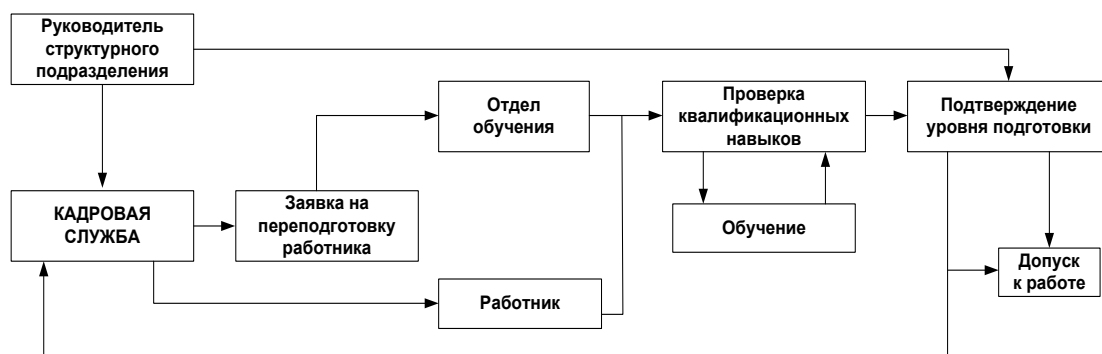 Руководитель
структурного
подразделения
Отдел
обучения
Проверка
квалификационных
навыков
Подтверждение
уровня подготовки
КАДРОВАЯ
СЛУЖБА
Заявка на
переподготовку
работника
Обучение
Допуск
к работе
Работник